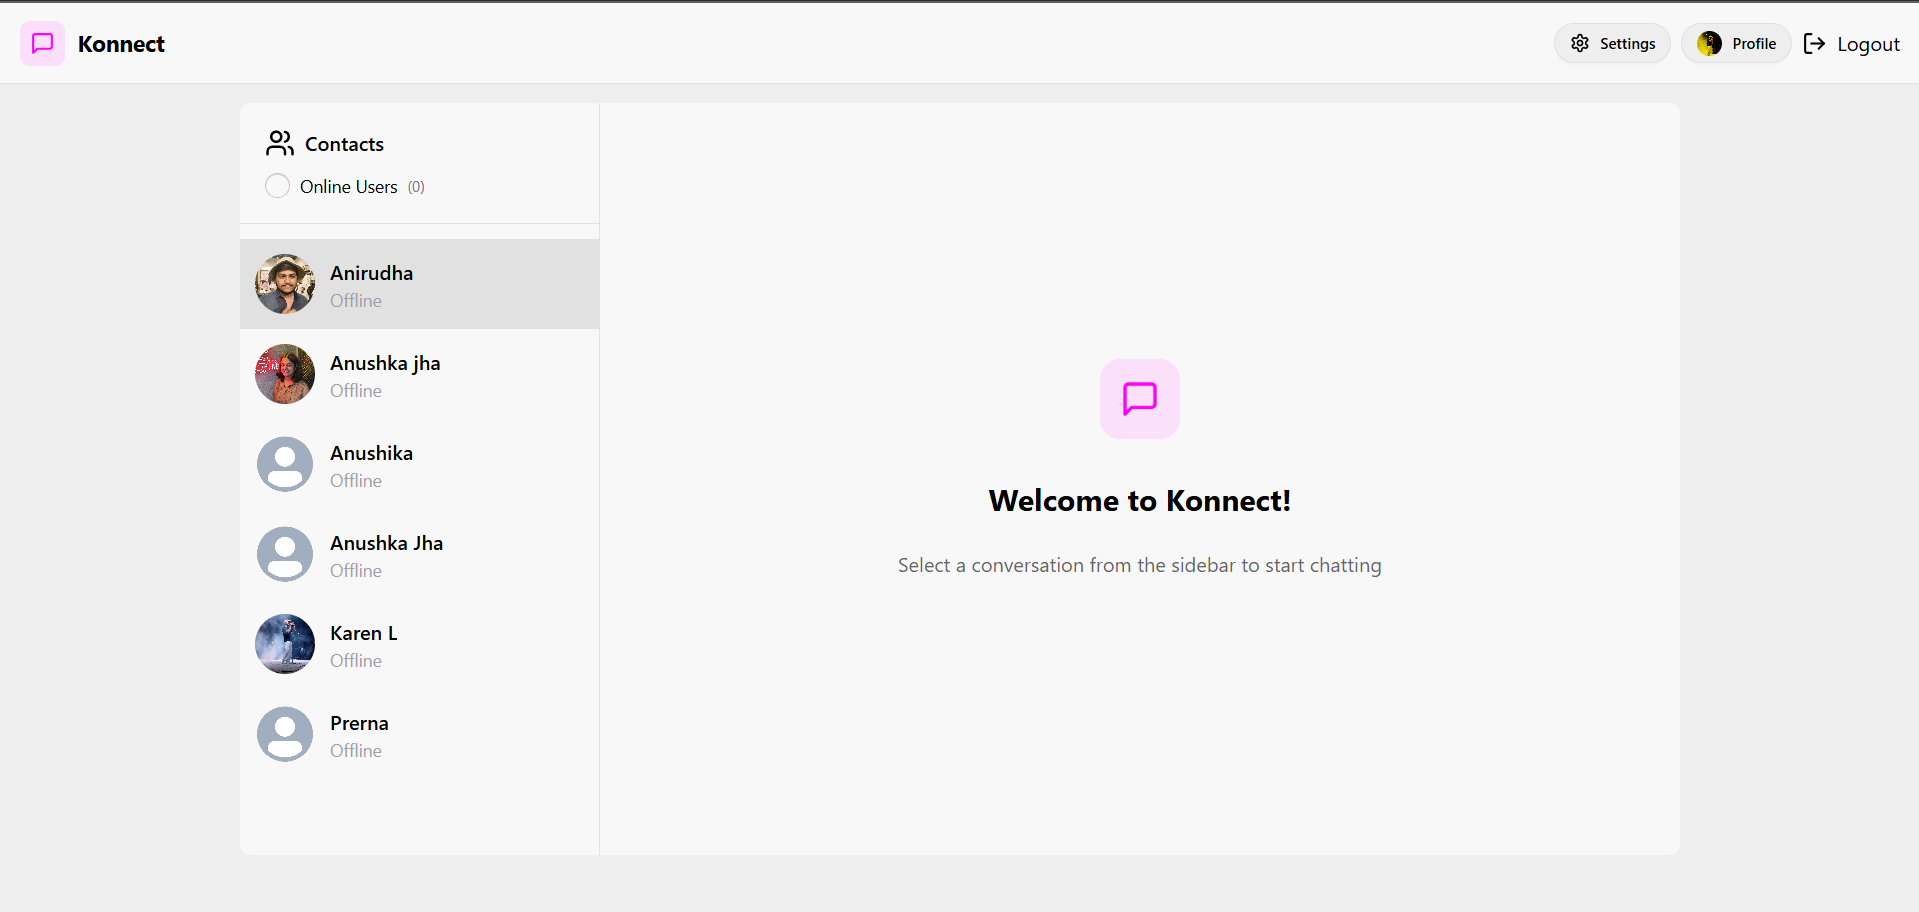 Konnect
Settings
Profile
Logout
Contacts
Online Users (0)
Anirudha
Offline
Anushka jha
Offline
Anushika
Offline
Anushka Jha
Offline
Karen L
Offline
Prerna
Offline
Welcome to Konnect!
Select a conversation from the sidebar to start chatting